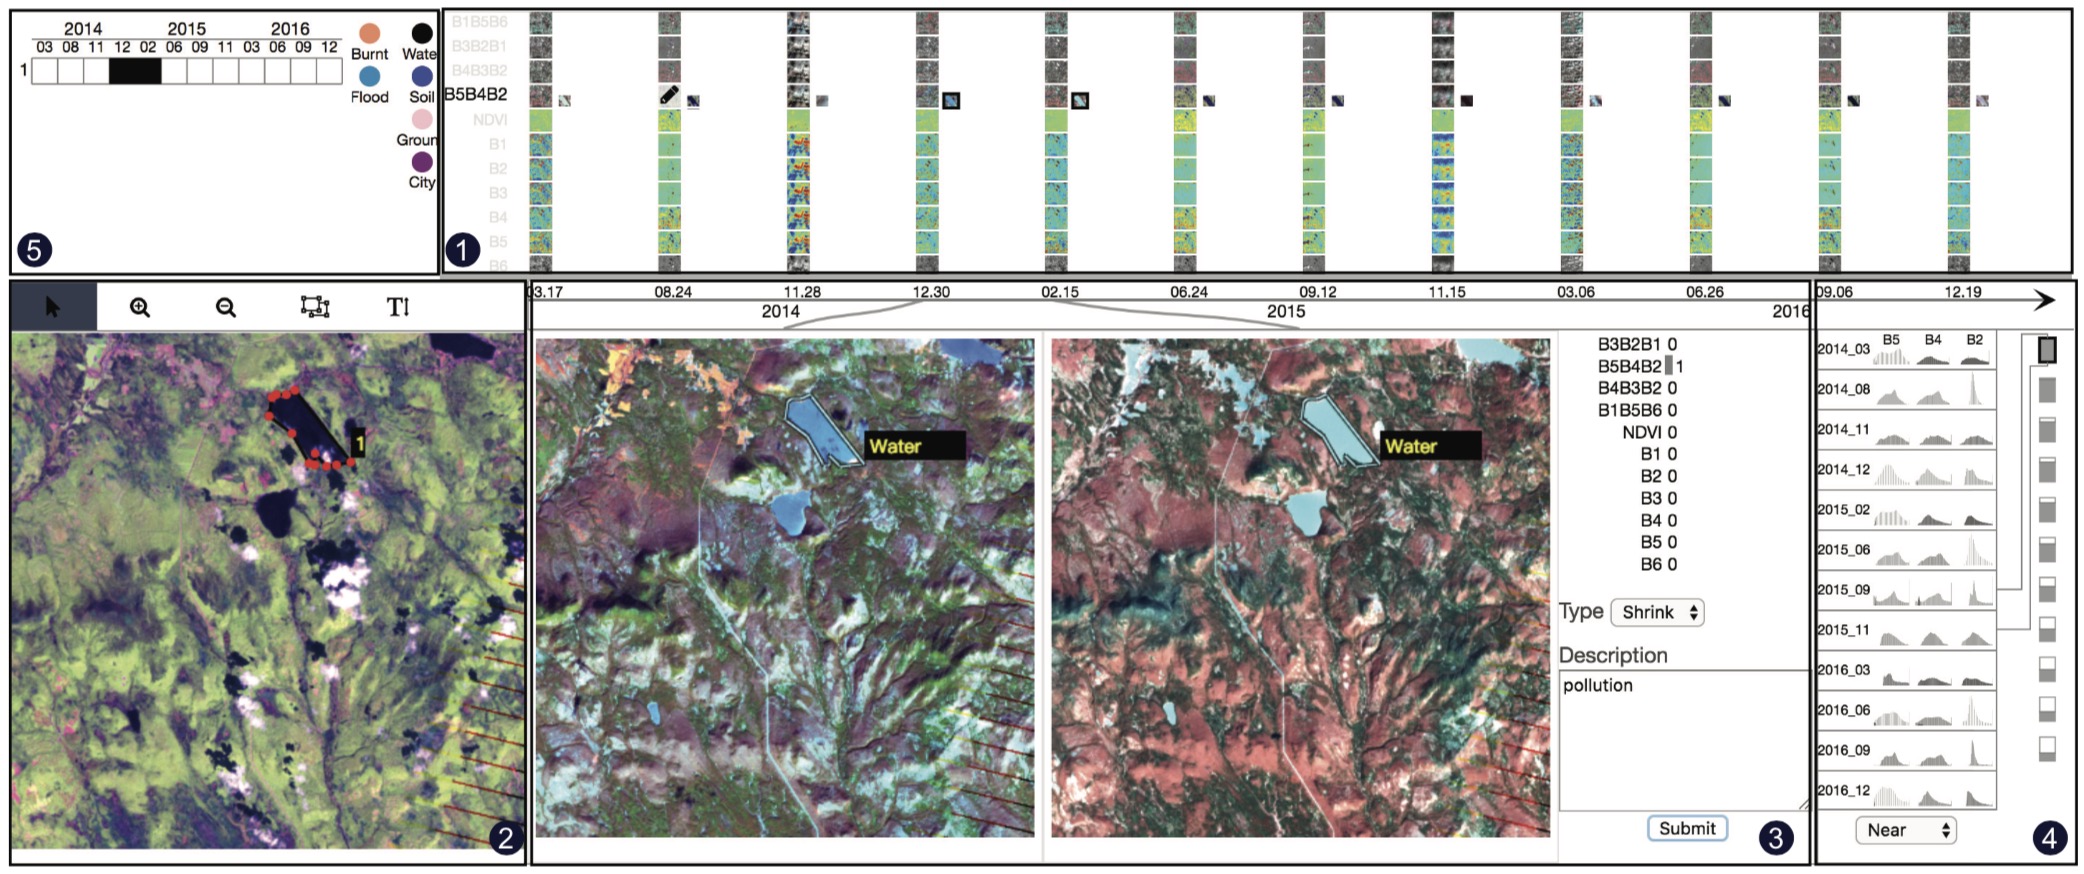 2014 2015 2016
03 08 11 12 02 06 09 11 03 06 09 12
1
Burnt
Wate
Flood
Soil
Groun
City
5
B1B5B6
B3B2B1
B4B3B2
B5B4B2
NDVI
B1
B2
B3
B4
B5
B6
1
03.17 08.24 11.28 12.30 02.15 06.24 09.12 11.15 03.06 06.26 09.06 12.19
2014 2015 2016
T
1
2
Water
Water
B3B2B1 0
B5B4B2 1
B4B3B2 0
B1B5B6 0
NDVI 0
B1 0
B2 0
B3 0
B4 0
B5 0
B6 0
Type Shrink
Description
pollution
Submit
3
B5 B4 B2
2014_03
2014_08
2014_11
2014_12
2015_02
2015_06
2015_09
2015_11
2016_03
2016_06
2016_09
2016_12
Near
4